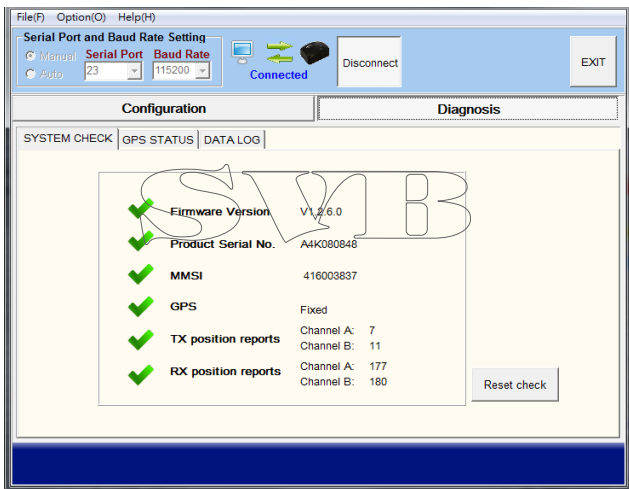 File(F) Option(O) Help(H)
Serial Port and Baud Rate Setting
Manual Serial Port Baud Rate
Auto 23 115200
Connected
Disconnect
EXIT
Configuration Diagnosis
SYSTEM CHECK GPS STATUS DATA LOG
SVB
Firmware Version V1.2.6.0
Product Serial No. A4K080848
MMSI 416003837
GPS Fixed
TX position reports Channel A: 7
Channel B: 11
RX position reports Channel A: 177
Channel B: 180
Reset check